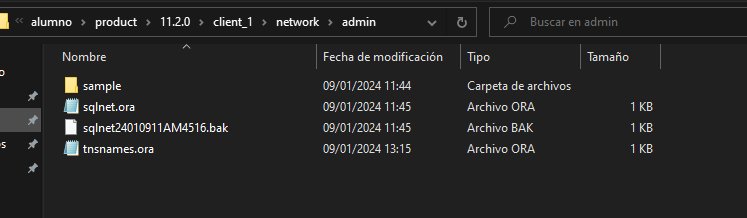 « alumno > product > 11.2.0 > client_1 > network > admin
Buscar en admin
Nombre Fecha de modificación Tipo Tamaño
sample 09/01/2024 11:44 Carpeta de archivos
sqlnet.ora 09/01/2024 11:45 Archivo ORA 1 KB
sqlnet24010911AM4516.bak 09/01/2024 11:45 Archivo BAK 1 KB
tnsnames.ora 09/01/2024 13:15 Archivo ORA 1 KB